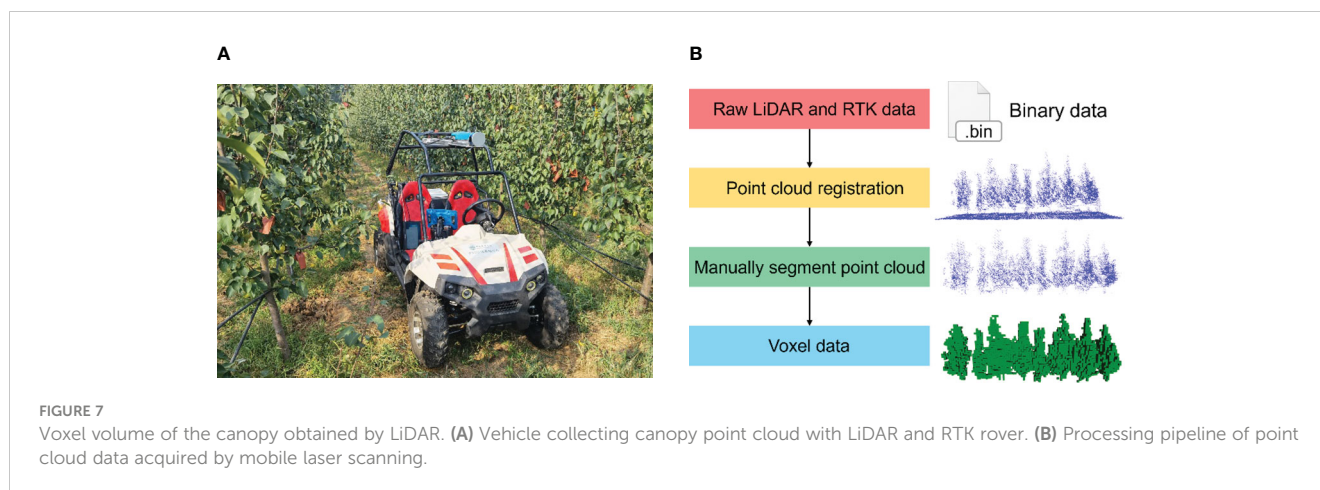 A
B
Raw LiDAR and RTK data
.bin
Binary data
Point cloud registration
Manually segment point cloud
Voxel data
FIGURE 7
Voxel volume of the canopy obtained by LiDAR. (A) Vehicle collecting canopy point cloud with LiDAR and RTK rover. (B) Processing pipeline of point
cloud data acquired by mobile laser scanning.